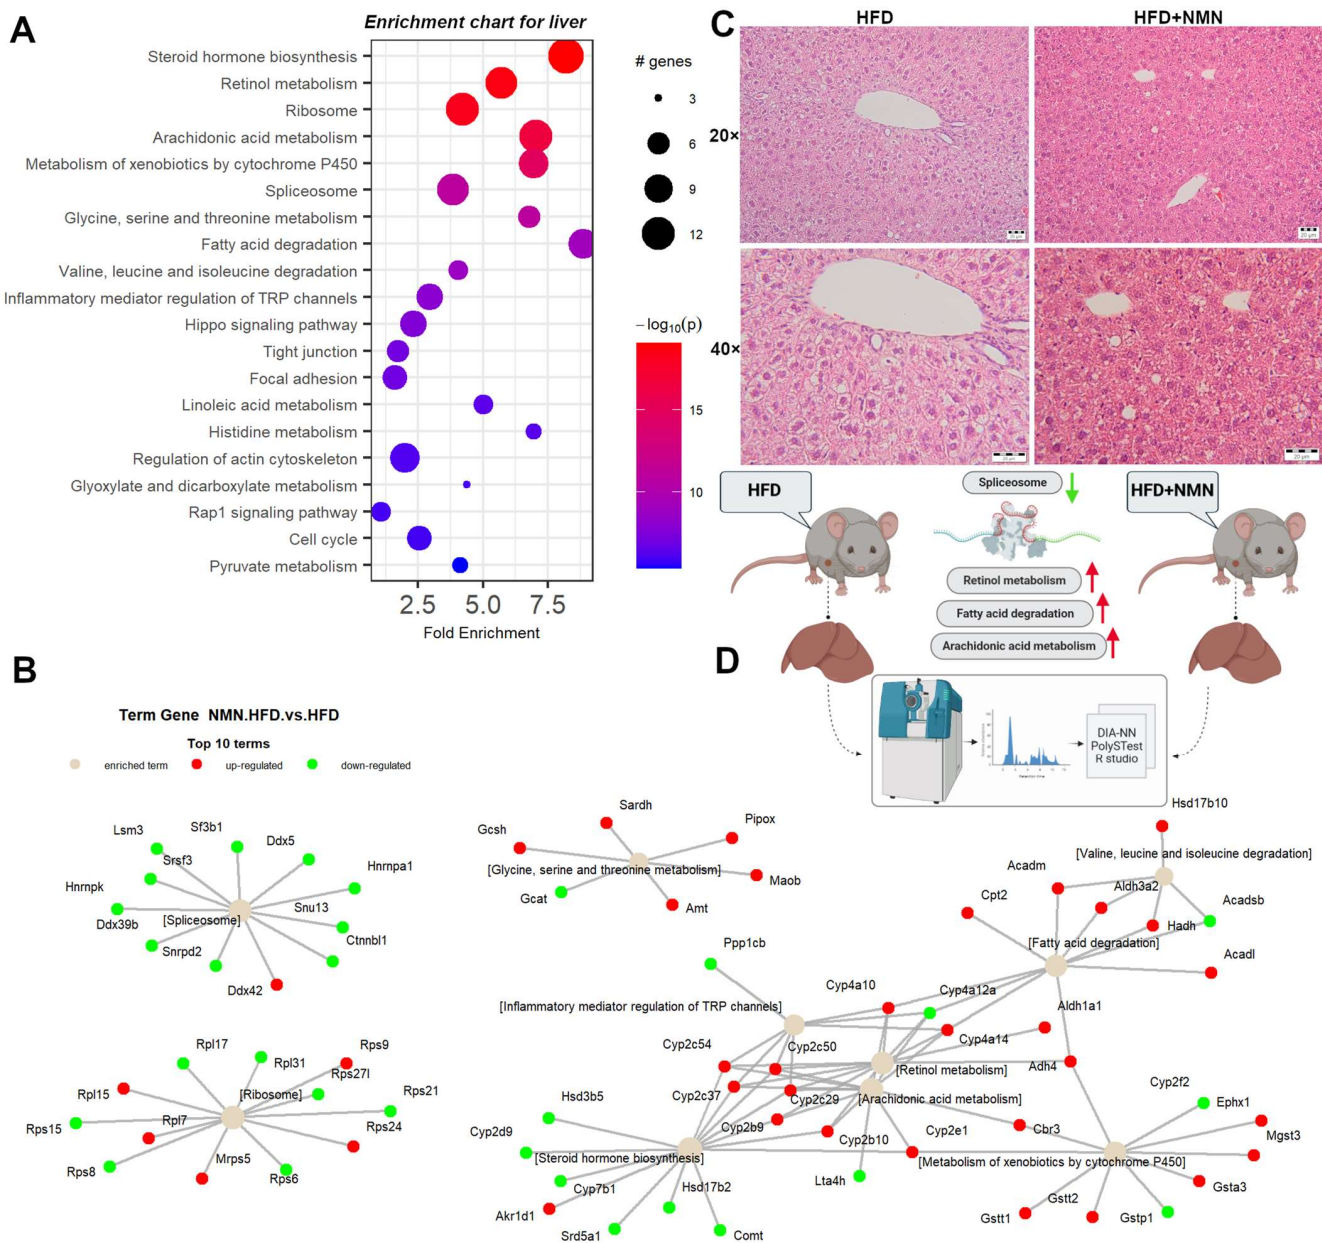 A
Enrichment chart for liver
Steroid hormone biosynthesis
Retinol metabolism
Ribosome
Arachidonic acid metabolism
Metabolism of xenobiotics by cytochrome P450
Spliceosome
Glycine, serine and threonine metabolism
Fatty acid degradation
Valine, leucine and isoleucine degradation
Inflammatory mediator regulation of TRP channels
Hippo signaling pathway
Tight junction
Focal adhesion
Linoleic acid metabolism
Histidine metabolism
Regulation of actin cytoskeleton
Glyoxylate and dicarboxylate metabolism
Rap1 signaling pathway
Cell cycle
Pyruvate metabolism
2.5 5.0 7.5
Fold Enrichment
# genes
3
6
9
12
−log10(p)
15
10
C
HFD HFD+NMN
20×
20 µm
20 µm
40×
20 µm
20 µm
HFD
Spliceosome
HFD+NMN
Retinol metabolism
Fatty acid degradation
Arachidonic acid metabolism
D
DIA-NN
PolySTest
R studio
Retention time
B
Term Gene NMN.HFD.vs.HFD
Top 10 terms
enriched term up-regulated down-regulated
Lsm3
Sf3b1
Ddx5
Srsf3
Hnrnpa1
Hnrnpk
Snu13
Ddx39b
[Spliceosome]
Ctnnbl1
Snrpd2
Ddx42
Rpl17
Rpl31
Rps9
Rps27l
Rpl15
[Ribosome]
Rps21
Rps15
Rpl7
Rps24
Mrps5
Rps8
Rps6
Sardh
Gcsh
Pipox
[Glycine, serine and threonine metabolism]
Maob
Gcat
Amt
Hsd17b10
[Valine, leucine and isoleucine degradation]
Acadm
Aldh3a2
Cpt2
Acadsb
Hadh
[Fatty acid degradation]
Acadl
Ppp1cb
Cyp4a10
Cyp4a12a
Aldh1a1
[Inflammatory mediator regulation of TRP channels]
Cyp2c54
Cyp2c50
Cyp4a14
[Retinol metabolism]
Adh4
Cyp2c37
Cyp2c29
[Arachidonic acid metabolism]
Cyp2f2
Hsd3b5
Ephx1
Cyp2b9
Cyp2b10
Cyp2e1
Cbr3
Mgst3
Cyp2d9
[Steroid hormone biosynthesis]
[Metabolism of xenobiotics by cytochrome P450]
Lta4h
Cyp7b1
Hsd17b2
Gsta3
Akr1d1
Gstt2
Srd5a1
Comt
Gstt1
Gstp1